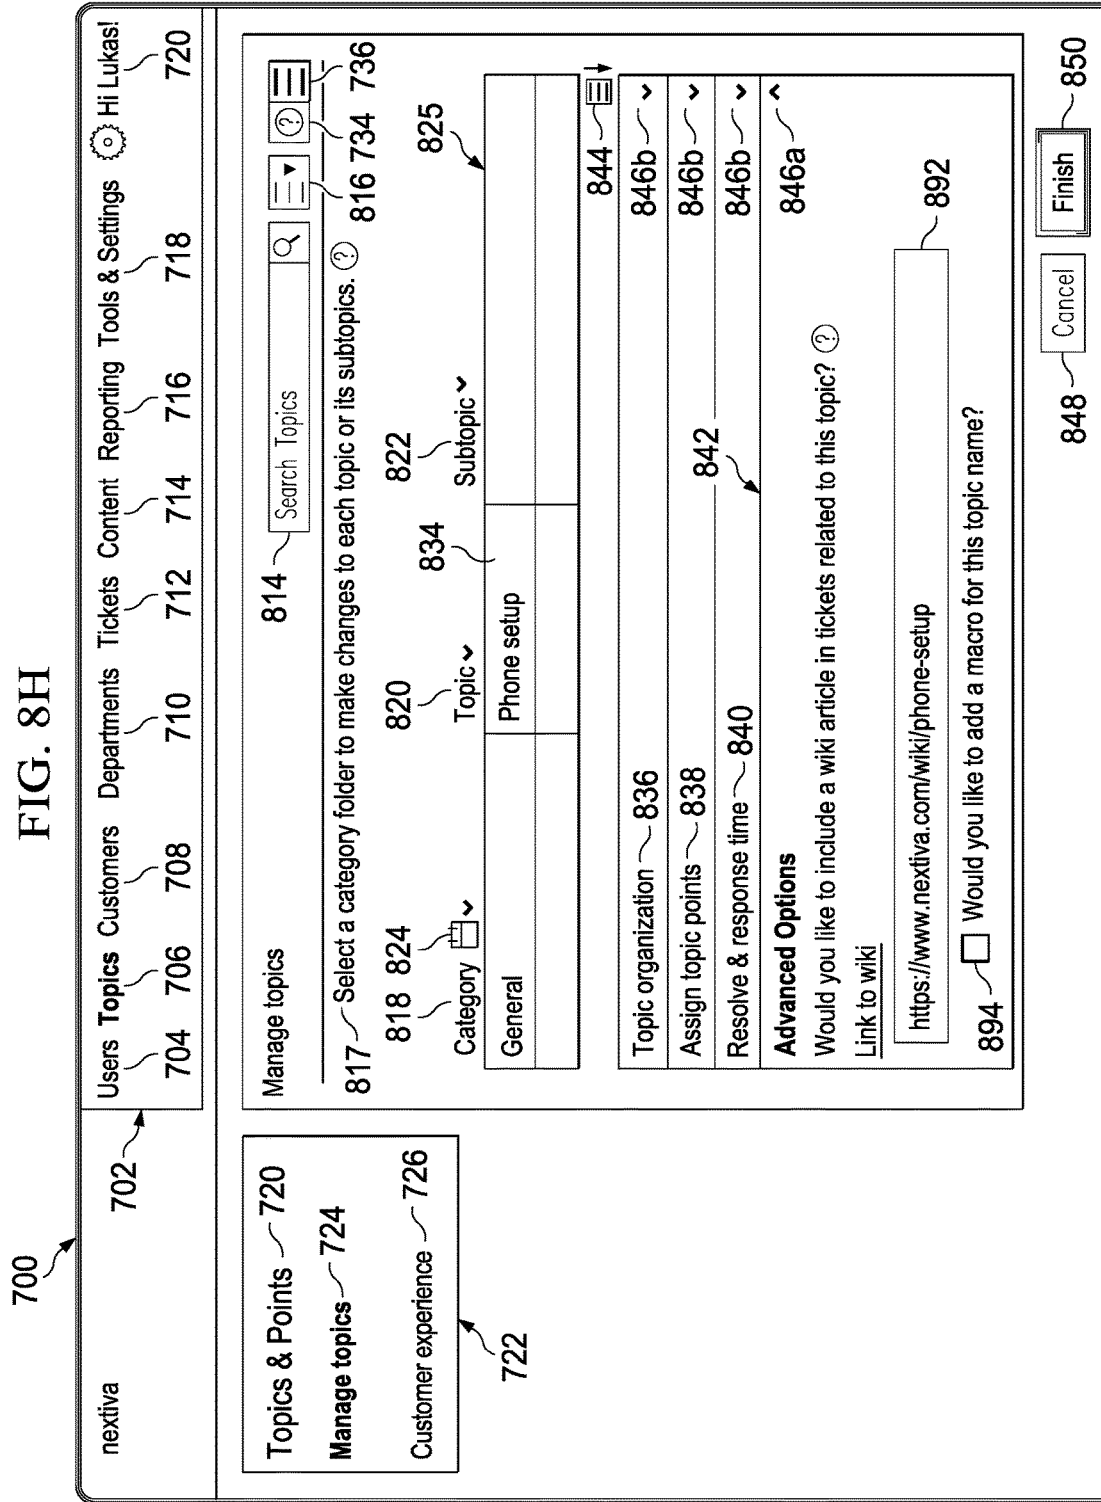 FIG. 8H
700
nextiva
702
Users Topics Customers Departments Tickets Content Reporting Tools & Settings Hi Lukas!
704 706 708 710 712 714 716 718 720
Topics & Points 720
Manage topics 724
Customer experience 726
722
Manage topics
814 Search Topics
816 734 736
817 Select a category folder to make changes to each topic or its subtopics. ?
818 824 820 822
Category Topic Subtopic
825
General Phone setup
834
844
Topic organization 836 846b
Assign topic points 838 846b
Resolve & response time 840 846b
842
Advanced Options 846a
Would you like to include a wiki article in tickets related to this topic? ?
Link to wiki
892
https://www.nextiva.com/wiki/phone-setup
Would you like to add a macro for this topic name?
894
848 Cancel Finish 850